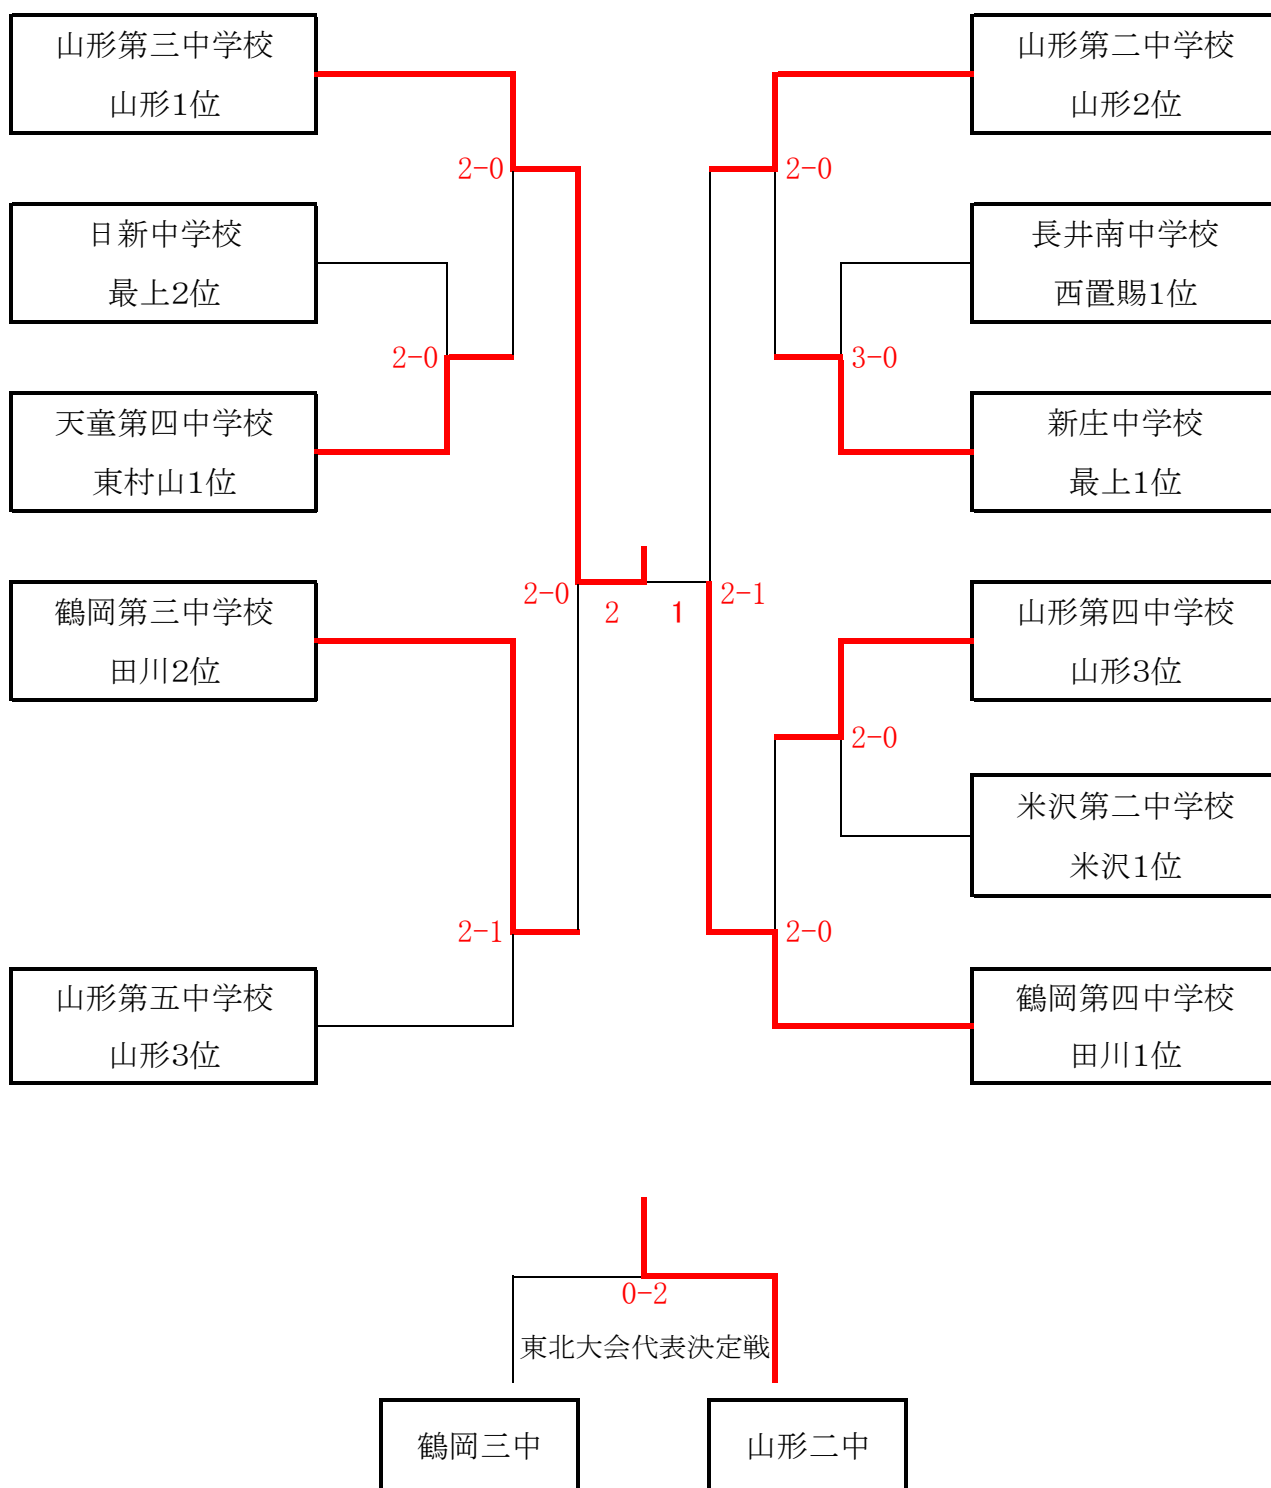 山形第三中学校
山形1位
日新中学校
最上2位
天童第四中学校
東村山1位
鶴岡第三中学校
田川2位
山形第五中学校
山形3位
2-0
2-0
2-0
2-1
2
1
2-0
3-0
2-1
2-0
2-0
山形第二中学校
山形2位
長井南中学校
西置賜1位
新庄中学校
最上1位
山形第四中学校
山形3位
米沢第二中学校
米沢1位
鶴岡第四中学校
田川1位
0-2
東北大会代表決定戦
鶴岡三中
山形二中